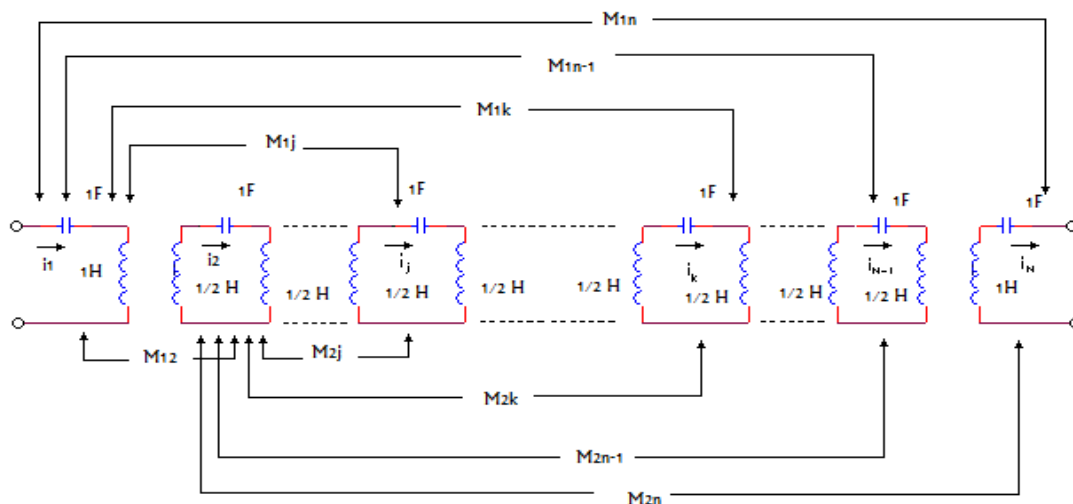 M1n
M1n-1
M1k
M1j
1F 1F 1F 1F 1F 1F
i1 i2 ij ik iN-1 iN
1H 1/2 H 1/2 H 1/2 H 1/2 H 1/2 H 1/2 H 1/2 H 1/2 H 1H
M12 M2j
M2k
M2n-1
M2n